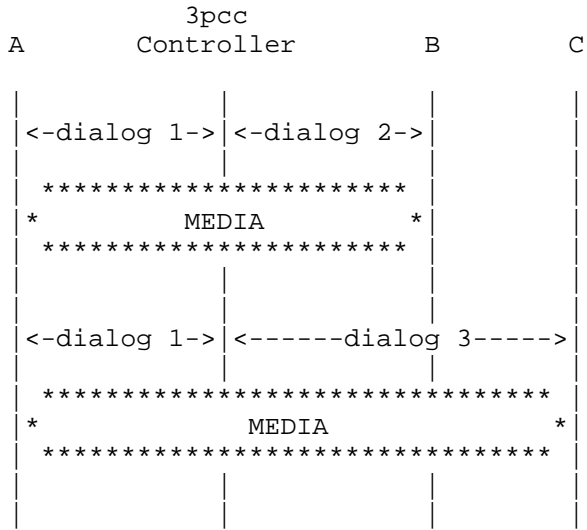 3pcc
A Controller B C
| | | |
|<-dialog 1->|<-dialog 2->| |
| | | |
| *********************** | |
|* MEDIA *| |
| *********************** | |
| | | |
| | | |
|<-dialog 1->|<------dialog 3----->|
| | | |
| ******************************** |
|* MEDIA *|
| ******************************** |
| | | |
| | | |